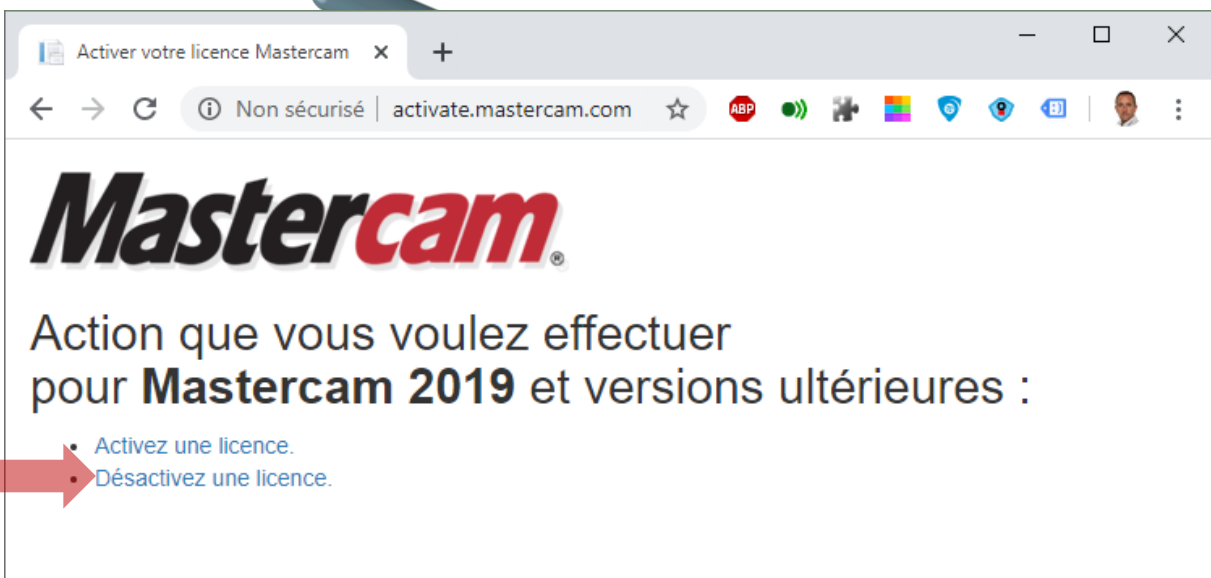 Activer votre licence Mastercam
Non sécurisé | activate.mastercam.com
ABP
Mastercam®
Action que vous voulez effectuer
pour Mastercam 2019 et versions ultérieures :
• Activez une licence.
• Désactivez une licence.